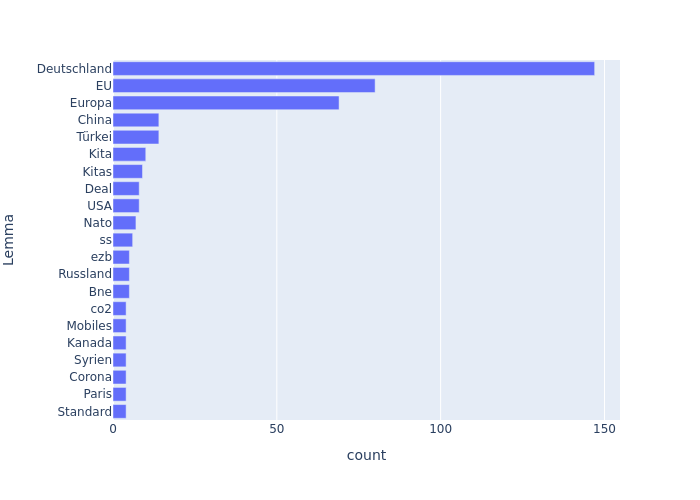 Deutschland
EU
Europa
China
Türkei
Kita
Kitas
Deal
USA
Nato
ss
ezb
Russland
Bne
co2
Mobiles
Kanada
Syrien
Corona
Paris
Standard
Lemma
0 50 100 150
count